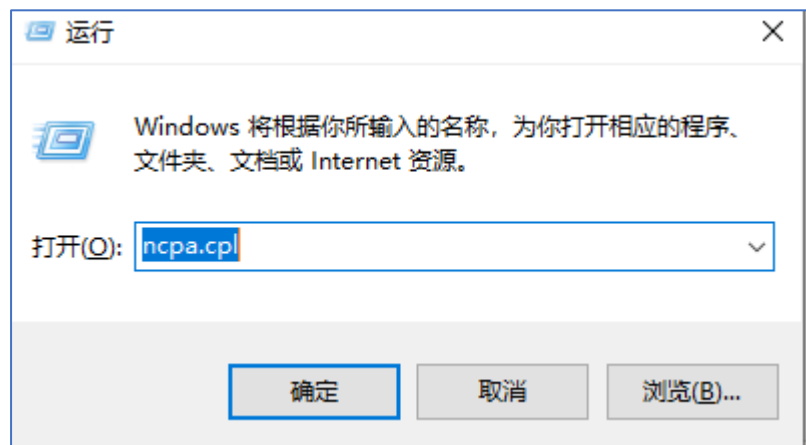 运行
Windows 将根据你所输入的名称，为你打开相应的程序、
文件夹、文档或 Internet 资源。
打开(O): ncpa.cpl
确定 取消 浏览(B)...